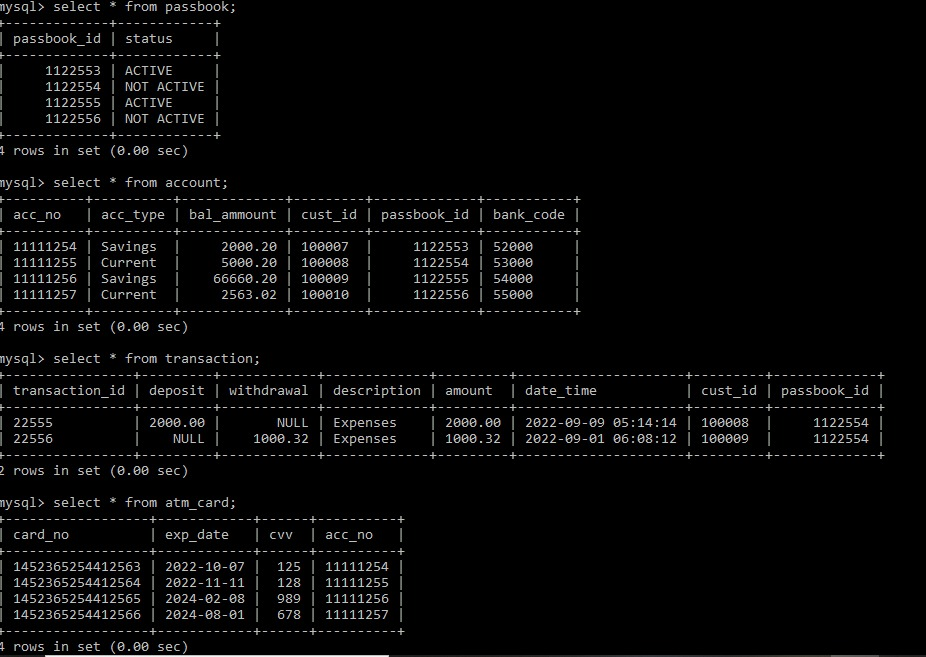 mysql> select * from passbook;
+-------------+------------+
| passbook_id | status     |
+-------------+------------+
|     1122553 | ACTIVE     |
|     1122554 | NOT ACTIVE |
|     1122555 | ACTIVE     |
|     1122556 | NOT ACTIVE |
+-------------+------------+
4 rows in set (0.00 sec)

mysql> select * from account;
+----------+----------+-------------+---------+-------------+-----------+
| acc_no   | acc_type | bal_ammount | cust_id | passbook_id | bank_code |
+----------+----------+-------------+---------+-------------+-----------+
| 11111254 | Savings  |     2000.20 | 100007  |     1122553 | 52000     |
| 11111255 | Current  |     5000.20 | 100008  |     1122554 | 53000     |
| 11111256 | Savings  |    66660.20 | 100009  |     1122555 | 54000     |
| 11111257 | Current  |     2563.02 | 100010  |     1122556 | 55000     |
+----------+----------+-------------+---------+-------------+-----------+
4 rows in set (0.00 sec)

mysql> select * from transaction;
+----------------+---------+------------+-------------+---------+---------------------+---------+-------------+
| transaction_id | deposit | withdrawal | description | amount  | date_time           | cust_id | passbook_id |
+----------------+---------+------------+-------------+---------+---------------------+---------+-------------+
| 22555          | 2000.00 |       NULL | Expenses    | 2000.00 | 2022-09-09 05:14:14 | 100008  |     1122554 |
| 22556          |    NULL |    1000.32 | Expenses    | 1000.32 | 2022-09-01 06:08:12 | 100009  |     1122554 |
+----------------+---------+------------+-------------+---------+---------------------+---------+-------------+
2 rows in set (0.00 sec)

mysql> select * from atm_card;
+------------------+------------+-----+----------+
| card_no          | exp_date   | cvv | acc_no   |
+------------------+------------+-----+----------+
| 1452365254412563 | 2022-10-07 | 125 | 11111254 |
| 1452365254412564 | 2022-11-11 | 128 | 11111255 |
| 1452365254412565 | 2024-02-08 | 989 | 11111256 |
| 1452365254412566 | 2024-08-01 | 678 | 11111257 |
+------------------+------------+-----+----------+
4 rows in set (0.00 sec)